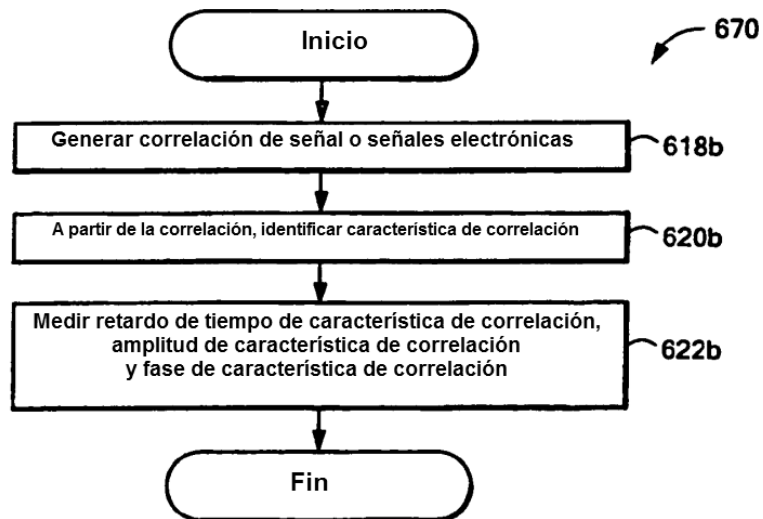 Inicio
670
Generar correlación de señal o señales electrónicas
618b
A partir de la correlación, identificar característica de correlación
620b
Medir retardo de tiempo de característica de correlación,
amplitud de característica de correlación
y fase de característica de correlación
622b
Fin